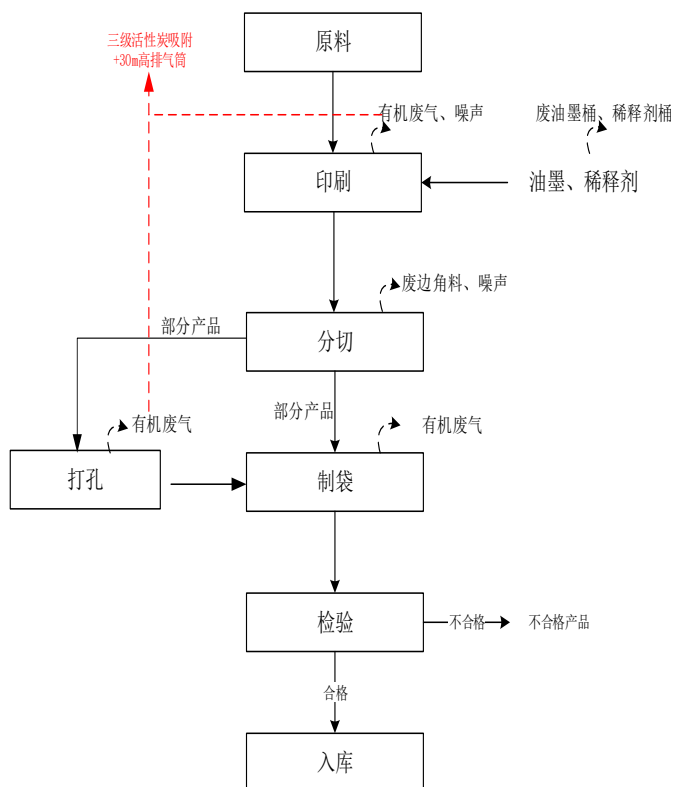 三级活性炭吸附
+30m高排气筒
原料
有机废气、噪声
废油墨桶、稀释剂桶
印刷
油墨、稀释剂
废边角料、噪声
部分产品
分切
部分产品
有机废气
有机废气
打孔
制袋
检验
不合格
不合格产品
合格
入库